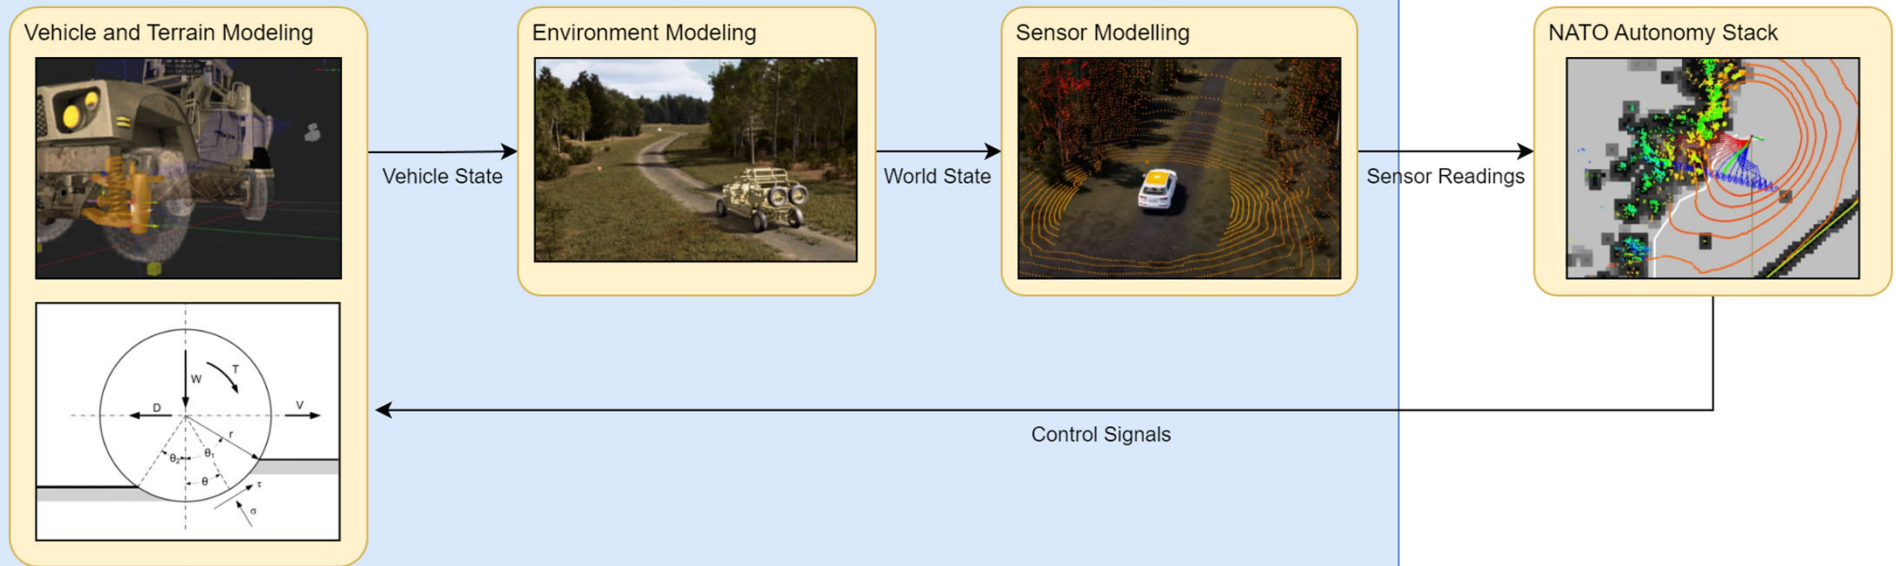 Vehicle and Terrain Modeling
Environment Modeling
Sensor Modelling
NATO Autonomy Stack
Vehicle State
World State
Sensor Readings
W
T
D
V
r
θ₂
θ₁
θ
τ
σ
Control Signals